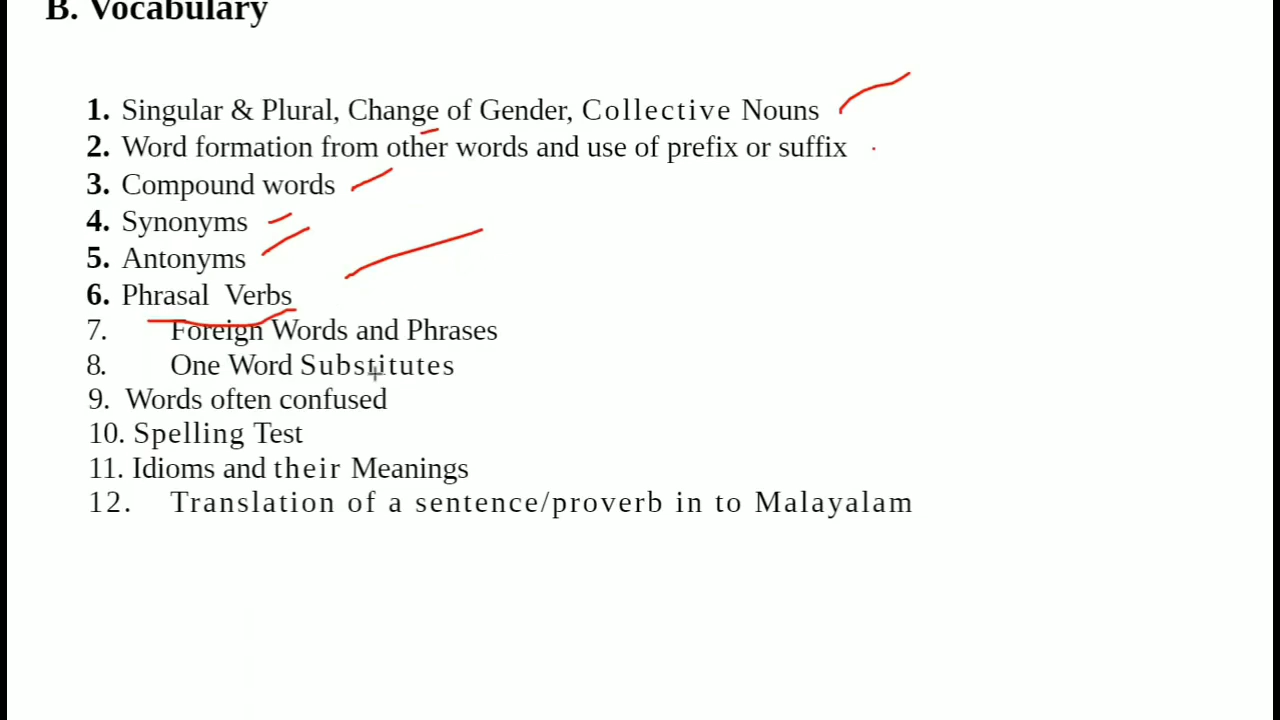 B. Vocabulary
1. Singular & Plural, Change of Gender, Collective Nouns
2. Word formation from other words and use of prefix or suffix
3. Compound words
4. Synonyms
5. Antonyms
6. Phrasal Verbs
7. Foreign Words and Phrases
8. One Word Substitutes
9. Words often confused
10. Spelling Test
11. Idioms and their Meanings
12. Translation of a sentence/proverb in to Malayalam